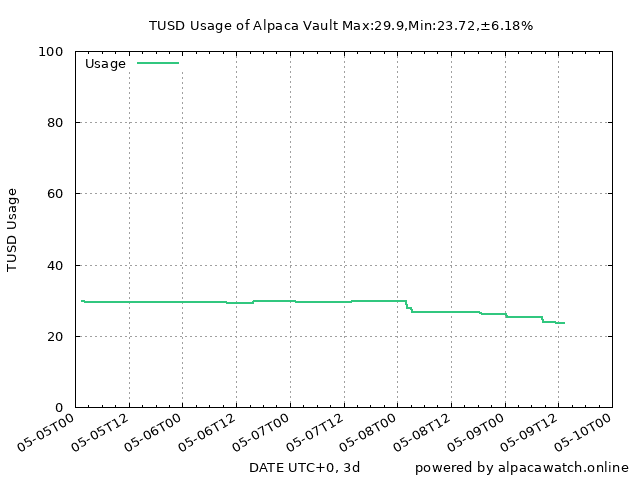 TUSD Usage of Alpaca Vault Max:29.9,Min:23.72,±6.18%
Usage
TUSD Usage
100
80
60
40
20
0
05-05T00
05-05T12
05-06T00
05-06T12
05-07T00
05-07T12
05-08T00
05-08T12
05-09T00
05-09T12
05-10T00
DATE UTC+0, 3d
powered by alpacawatch.online